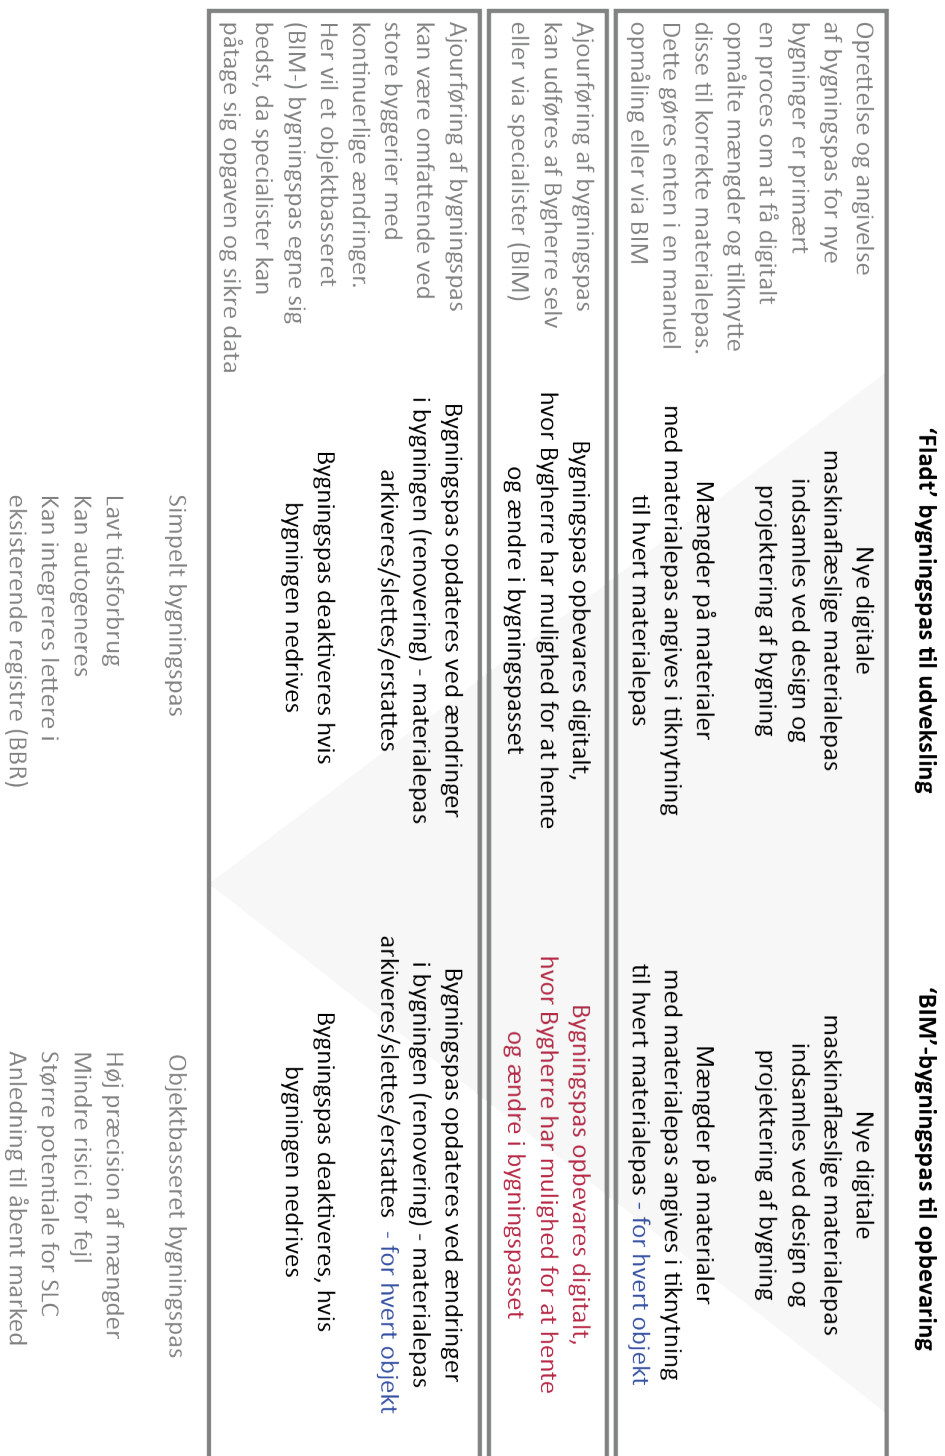 'Fladt' bygningspas til udveksling
'BIM'-bygningspas til opbevaring
Oprettelse og angivelse
af bygningspas for nye
bygninger er primært
en proces om at få digitalt
opmålte mængder og tilknytte
disse til korrekte materialepas.
Dette gøres enten i en manuel
opmåling eller via BIM
Nye digitale
maskinaflæslige materialepas
indsamles ved design og
projektering af bygning
Mængder på materialer
med materialepas angives i tiknytning
til hvert materialepas
Nye digitale
maskinaflæslige materialepas
indsamles ved design og
projektering af bygning
Mængder på materialer
med materialepas angives i tiknytning
til hvert materialepas - for hvert objekt
Ajourføring af bygningspas
kan udføres af Bygherre selv
eller via specialister (BIM)
Bygningspas opbevares digitalt,
hvor Bygherre har mulighed for at hente
og ændre i bygningspasset
Bygningspas opbevares digitalt,
hvor Bygherre har mulighed for at hente
og ændre i bygningspasset
Ajourføring af bygningspas
kan være omfattende ved
store byggerier med
kontinuerlige ændringer.
Her vil et objektbasseret
(BIM-) bygningspas egne sig
bedst, da specialister kan
påtage sig opgaven og sikre data
Bygningspas opdateres ved ændringer
i bygningen (renovering) - materialepas
arkiveres/slettes/erstattes
Bygningspas deaktiveres hvis
bygningen nedrives
Bygningspas opdateres ved ændringer
i bygningen (renovering) - materialepas
arkiveres/slettes/erstattes - for hvert objekt
Bygningspas deaktiveres, hvis
bygningen nedrives
Simpelt bygningspas
Lavt tidsforbrug
Kan autogeneres
Kan integreres lettere i
eksisterende registre (BBR)
Objektbasseret bygningspas
Høj præcision af mængder
Mindre risici for fejl
Større potentiale for SLC
Anledning til åbent marked